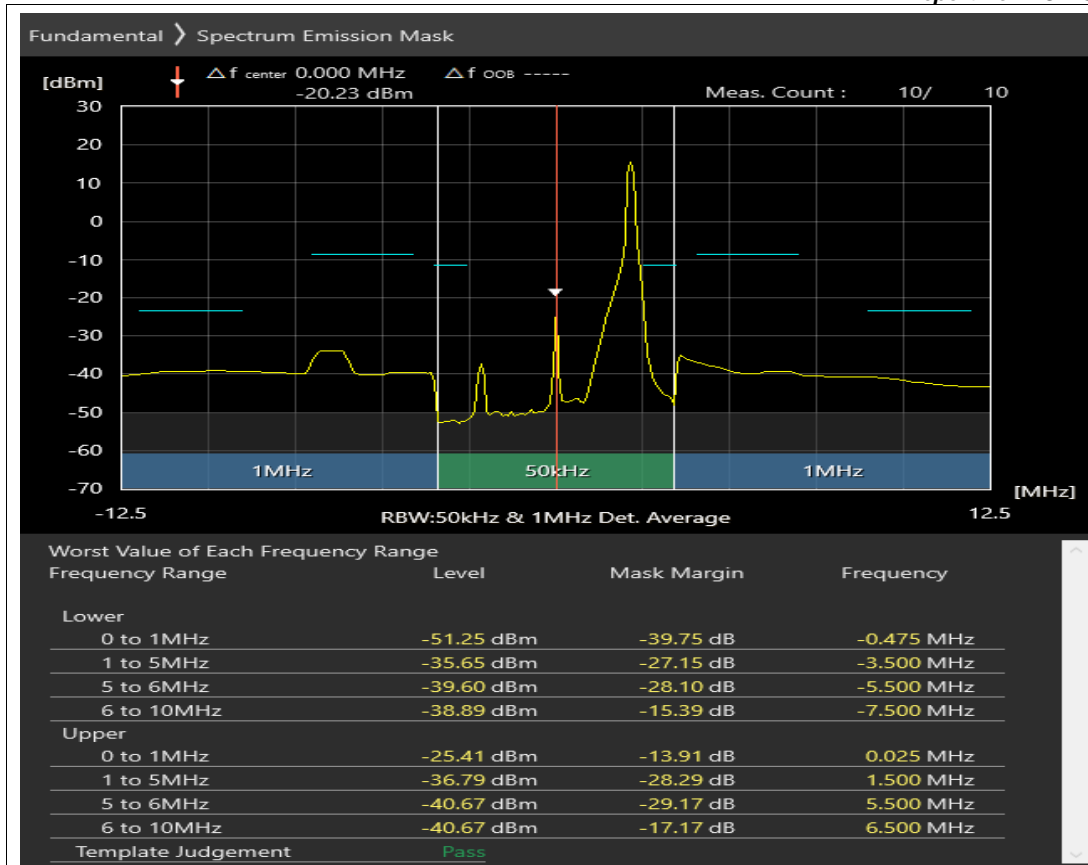 Fundamental ❯ Spectrum Emission Mask
△ f center 0.000 MHz △ f OOB -----
[dBm] -20.23 dBm Meas. Count : 10/ 10
30
20
10
0
-10
-20
-30
-40
-50
-60
1MHz 50kHz 1MHz
-70
[MHz]
-12.5 RBW:50kHz & 1MHz Det. Average 12.5
Worst Value of Each Frequency Range
Frequency Range Level Mask Margin Frequency
Lower
0 to 1MHz -51.25 dBm -39.75 dB -0.475 MHz
1 to 5MHz -35.65 dBm -27.15 dB -3.500 MHz
5 to 6MHz -39.60 dBm -28.10 dB -5.500 MHz
6 to 10MHz -38.89 dBm -15.39 dB -7.500 MHz
Upper
0 to 1MHz -25.41 dBm -13.91 dB 0.025 MHz
1 to 5MHz -36.79 dBm -28.29 dB 1.500 MHz
5 to 6MHz -40.67 dBm -29.17 dB 5.500 MHz
6 to 10MHz -40.67 dBm -17.17 dB 6.500 MHz
Template Judgement Pass